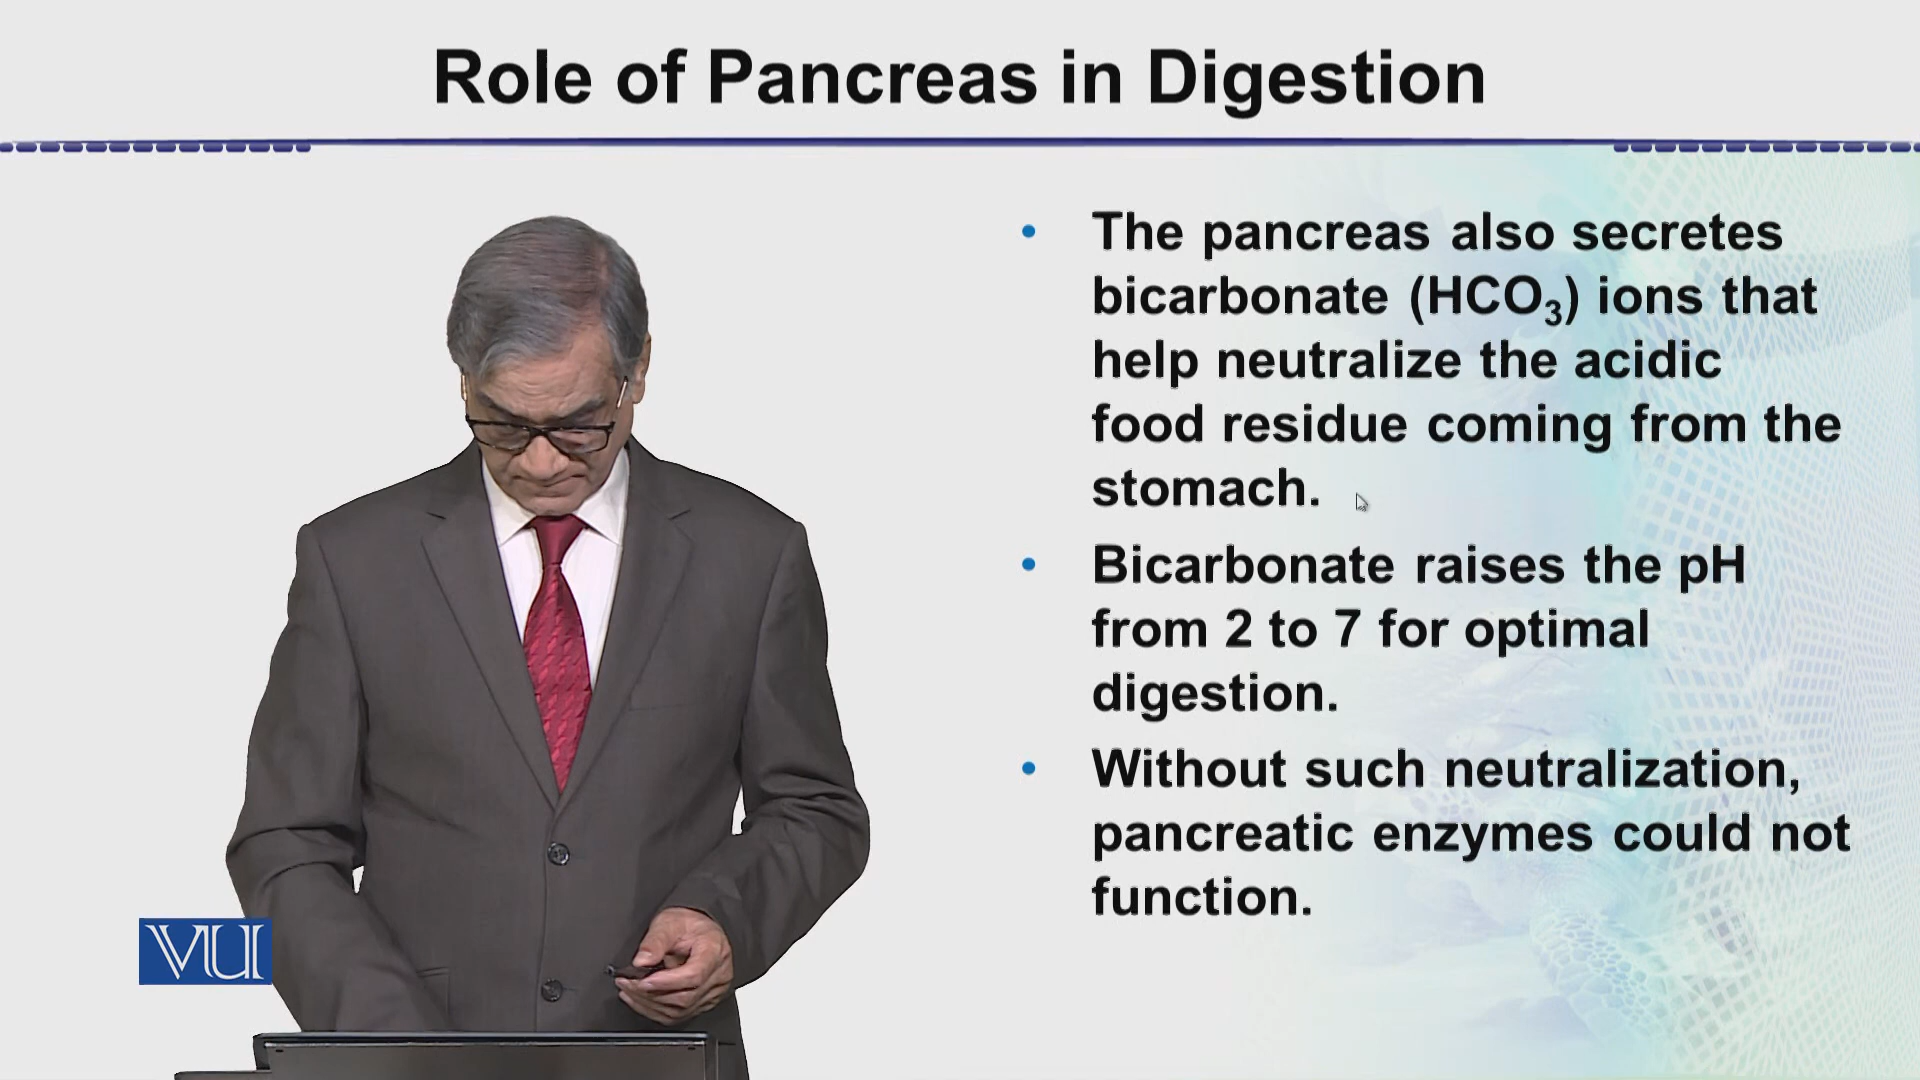 Role of Pancreas in Digestion
• The pancreas also secretes
bicarbonate (HCO₃) ions that
help neutralize the acidic
food residue coming from the
stomach.
• Bicarbonate raises the pH
from 2 to 7 for optimal
digestion.
• Without such neutralization,
pancreatic enzymes could not
function.
VU